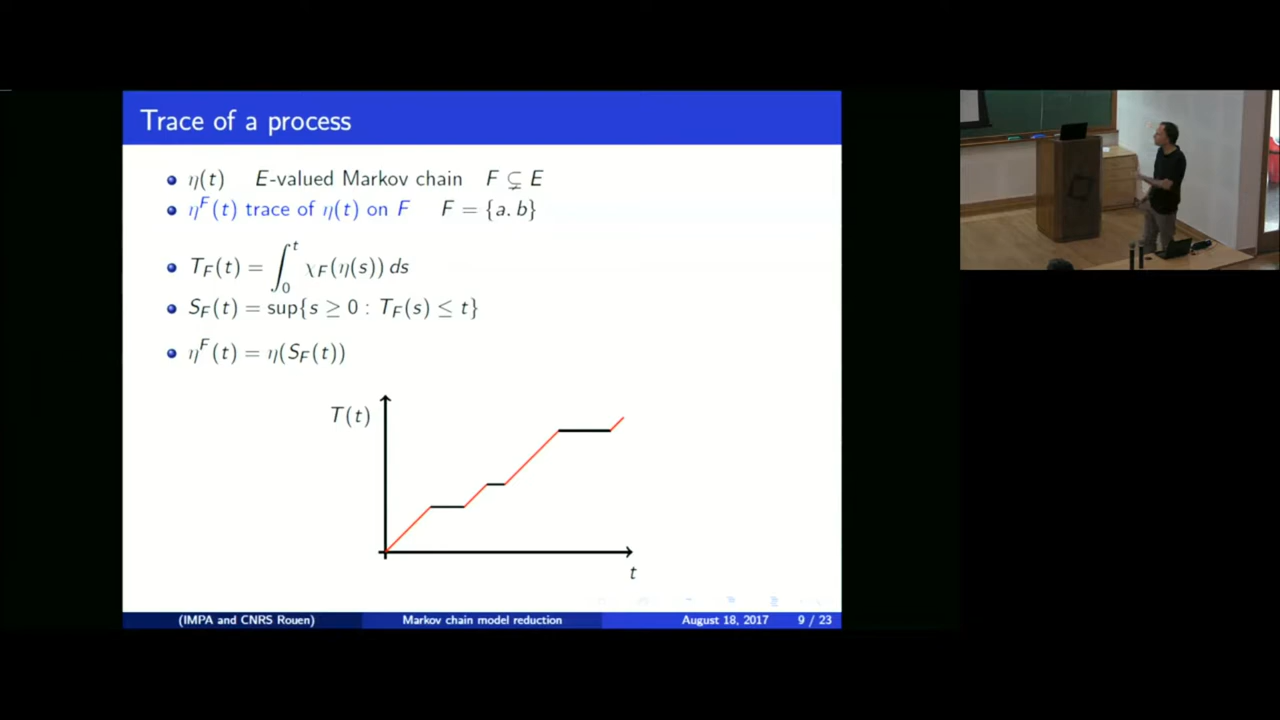 Trace of a process
η(t) E-valued Markov chain F ⊊ E
η^F(t) trace of η(t) on F F = {a. b}
T_F(t) = ∫_0^t χ_F(η(s)) ds
S_F(t) = sup{s ≥ 0 : T_F(s) ≤ t}
η^F(t) = η(S_F(t))
T(t)
t
(IMPA and CNRS Rouen) Markov chain model reduction August 18, 2017 9 / 23